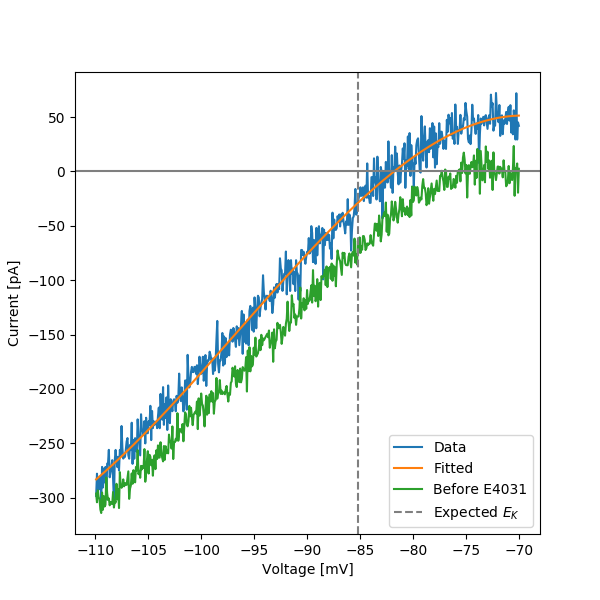 50
0
−50
−100
−150
−200
−250
−300
Current [pA]
Data
Fitted
Before E4031
Expected E_K
−110 −105 −100 −95 −90 −85 −80 −75 −70
Voltage [mV]